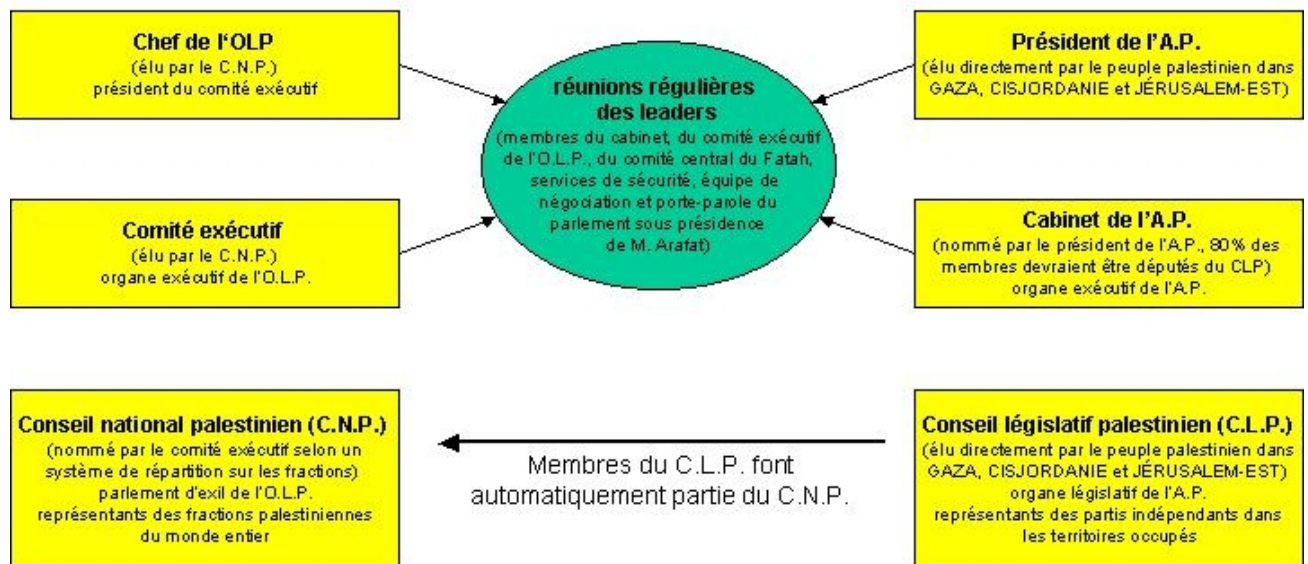 Chef de l'OLP
(élu par le C.N.P.)
président du comité exécutif
réunions régulières
des leaders
(membres du cabinet, du comité exécutif
de l'O.L.P., du comité central du Fatah,
services de sécurité, équipe de
négociation et porte-parole du
parlement sous présidence
de M. Arafat)
Président de l'A.P.
(élu directement par le peuple palestinien dans
GAZA, CISJORDANIE et JÉRUSALEM-EST)
Comité exécutif
(élu par le C.N.P.)
organe exécutif de l'O.L.P.
Cabinet de l'A.P.
(nommé par le président de l'A.P., 80% des
membres devraient être députés du CLP)
organe exécutif de l'A.P.
Conseil national palestinien (C.N.P.)
(nommé par le comité exécutif selon un
système de répartition sur les fractions)
parlement d'exil de l'O.L.P.
représentants des fractions palestiniennes
du monde entier
Membres du C.L.P. font
automatiquement partie du C.N.P.
Conseil législatif palestinien (C.L.P.)
(élu directement par le peuple palestinien dans
GAZA, CISJORDANIE et JÉRUSALEM-EST)
organe législatif de l'A.P.
représentants des partis indépendants dans
les territoires occupés